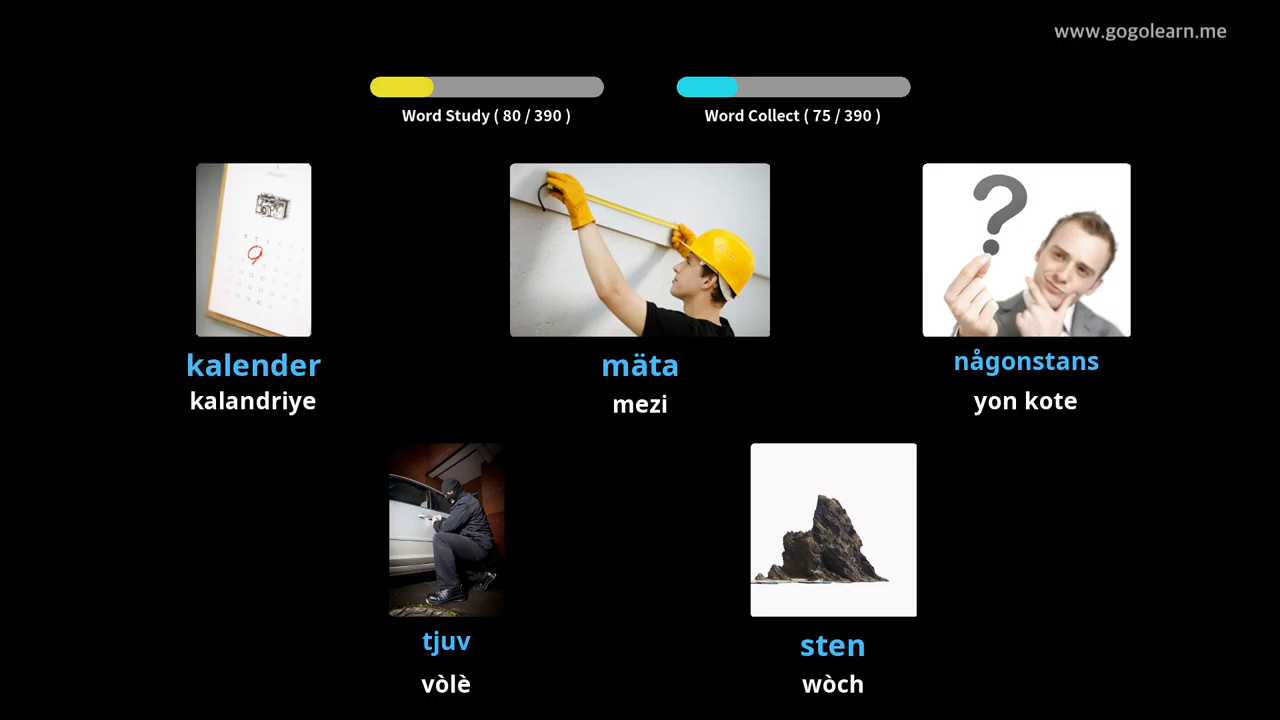 www.gogolearn.me
Word Study ( 80 / 390 )
Word Collect ( 75 / 390 )
kalender
kalandriye
mäta
mezi
någonstans
yon kote
tjuv
vòlè
sten
wòch